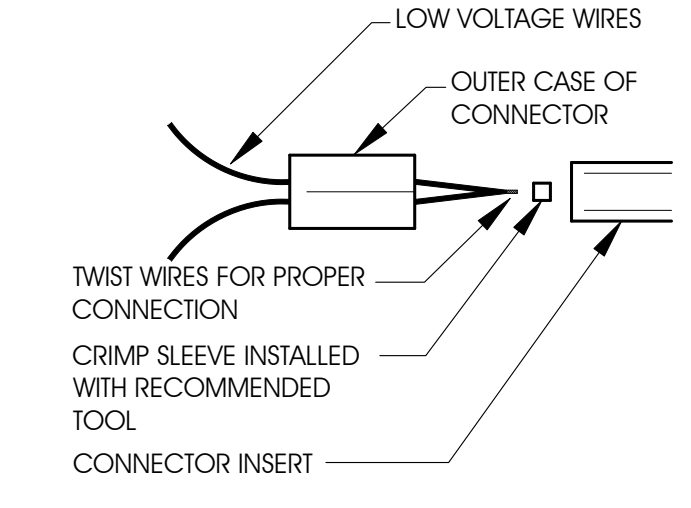 LOW VOLTAGE WIRES
OUTER CASE OF
CONNECTOR
TWIST WIRES FOR PROPER
CONNECTION
CRIMP SLEEVE INSTALLED
WITH RECOMMENDED
TOOL
CONNECTOR INSERT